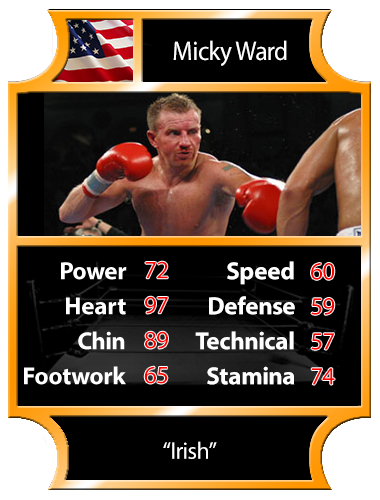 Micky Ward
Power 72 Speed 60
Heart 97 Defense 59
Chin 89 Technical 57
Footwork 65 Stamina 74
“Irish”